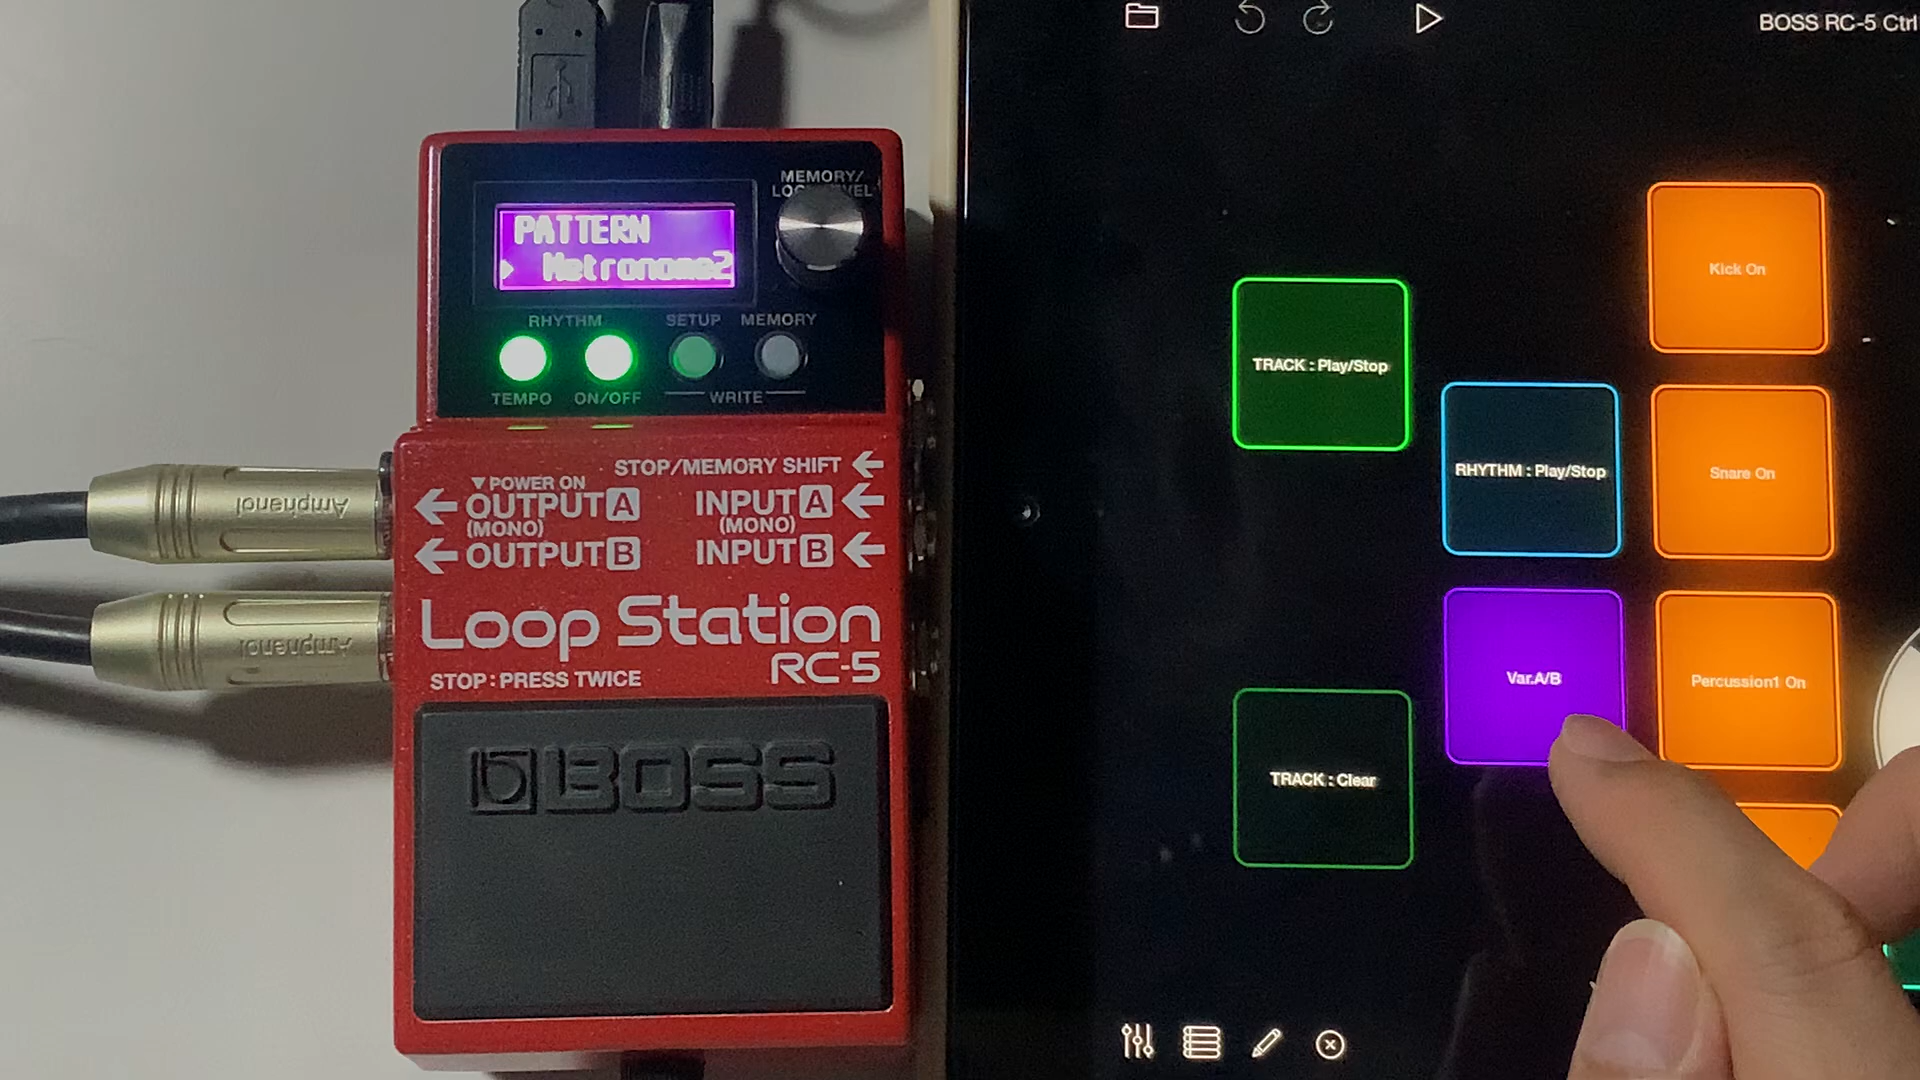 MEMORY/
LOOP LEVEL
PATTERN
Metronome2
RHYTHM
SETUP
MEMORY
TEMPO
ON/OFF
WRITE
STOP/MEMORY SHIFT
▼POWER ON
OUTPUT A
(MONO)
OUTPUT B
INPUT A
(MONO)
INPUT B
Loop Station
RC-5
STOP:PRESS TWICE
BOSS
Amphenol
Amphenol
BOSS RC-5 Ctrl
Kick On
TRACK : Play/Stop
RHYTHM : Play/Stop
Snare On
Var.A/B
Percussion1 On
TRACK : Clear